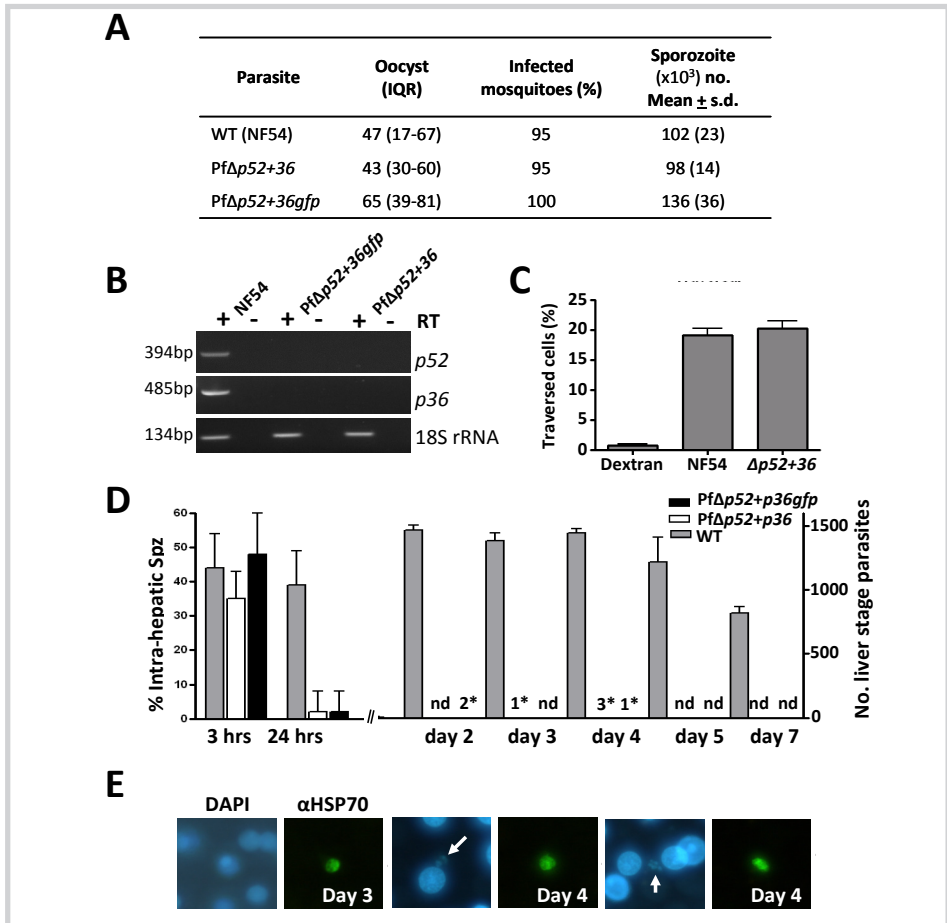 A
Parasite
Oocyst
(IQR)
Infected
mosquitoes (%)
Sporozoite
(x10³) no.
Mean ± s.d.
WT (NF54) 47 (17-67) 95 102 (23)
PfΔp52+36 43 (30-60) 95 98 (14)
PfΔp52+36gfp 65 (39-81) 100 136 (36)
B
NF54 PfΔp52+36gfp PfΔp52+36
+ - + - + - RT
394bp p52
485bp p36
134bp 18S rRNA
C
Traversed cells (%)
25
20
15
10
5
0
Dextran NF54 Δp52+36
D
PfΔp52+p36gfp
PfΔp52+p36
WT
% Intra-hepatic Spz
60
50
40
30
20
10
0
No. liver stage parasites
1500
1000
500
0
nd 2* 1* nd 3* 1* nd nd nd nd
3 hrs 24 hrs // day 2 day 3 day 4 day 5 day 7
E
DAPI αHSP70
Day 3 Day 4 Day 4